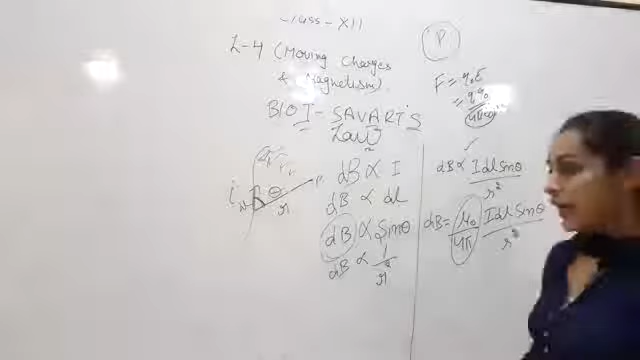 Class - XII
L-4 (Moving Charges
& Magnetism)
BIOT - SAVART'S
Law
i
θ
r
P
dB ∝ I
dB ∝ dl
dB ∝ Sinθ
dB ∝ 1/r²
P
F = q₀E
dB ∝ Idl Sinθ/r²
dB = μ₀/4π Idl Sinθ/r²